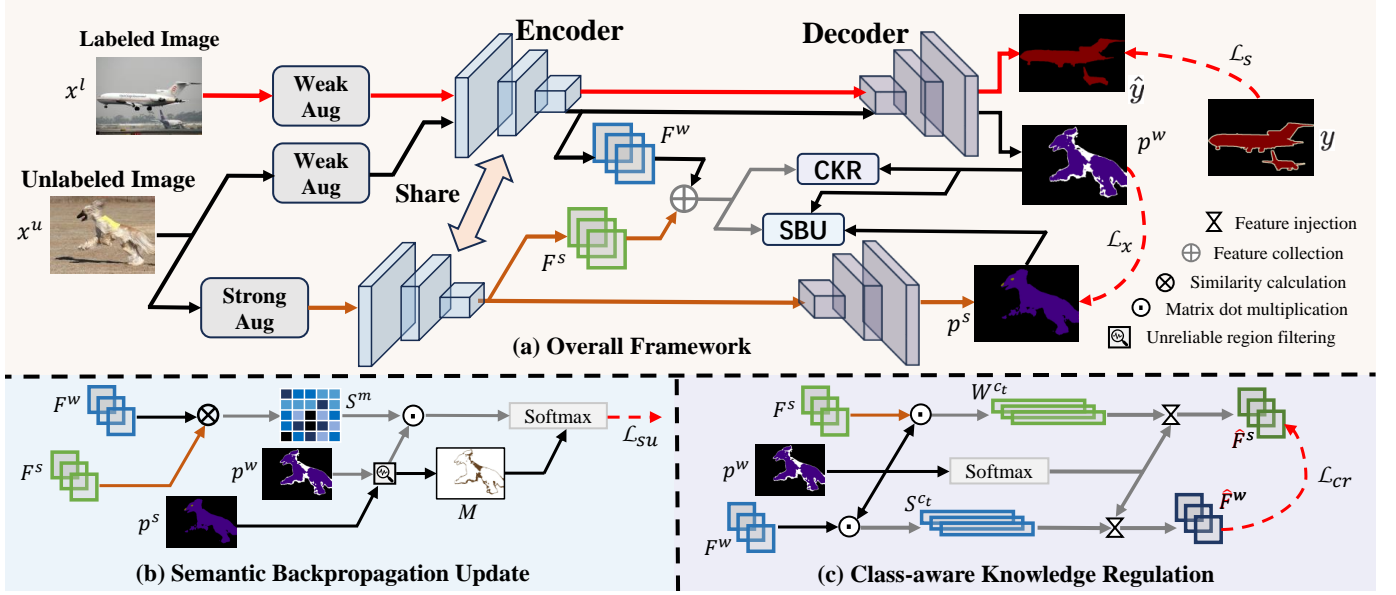 Labeled Image
x^l
Weak
Aug
Encoder
Decoder
ŷ
ℒ_s
y
Unlabeled Image
x^u
Weak
Aug
Share
F^w
CKR
SBU
p^w
ℒ_x
F^s
Strong
Aug
p^s
Feature injection
Feature collection
Similarity calculation
Matrix dot multiplication
Unreliable region filtering
(a) Overall Framework
F^w
S^m
Softmax
ℒ_su
F^s
p^w
p^s
M
(b) Semantic Backpropagation Update
F^s
W^{c_t}
F̂^s
p^w
Softmax
ℒ_cr
F^w
S^{c_t}
F̂^w
(c) Class-aware Knowledge Regulation